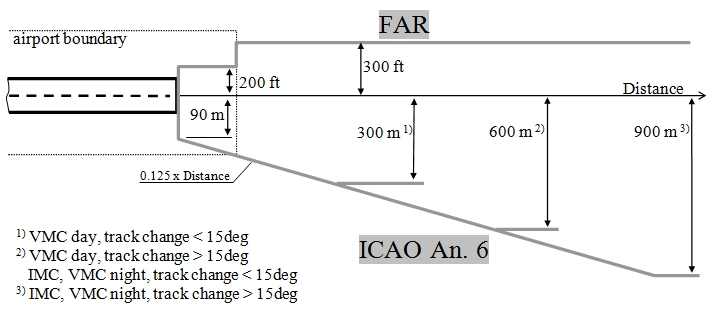 FAR
airport boundary
300 ft
200 ft
Distance
90 m
300 m 1)
600 m 2)
900 m 3)
0.125 x Distance
1) VMC day, track change < 15deg
2) VMC day, track change > 15deg
IMC, VMC night, track change < 15deg
3) IMC, VMC night, track change > 15deg
ICAO An. 6